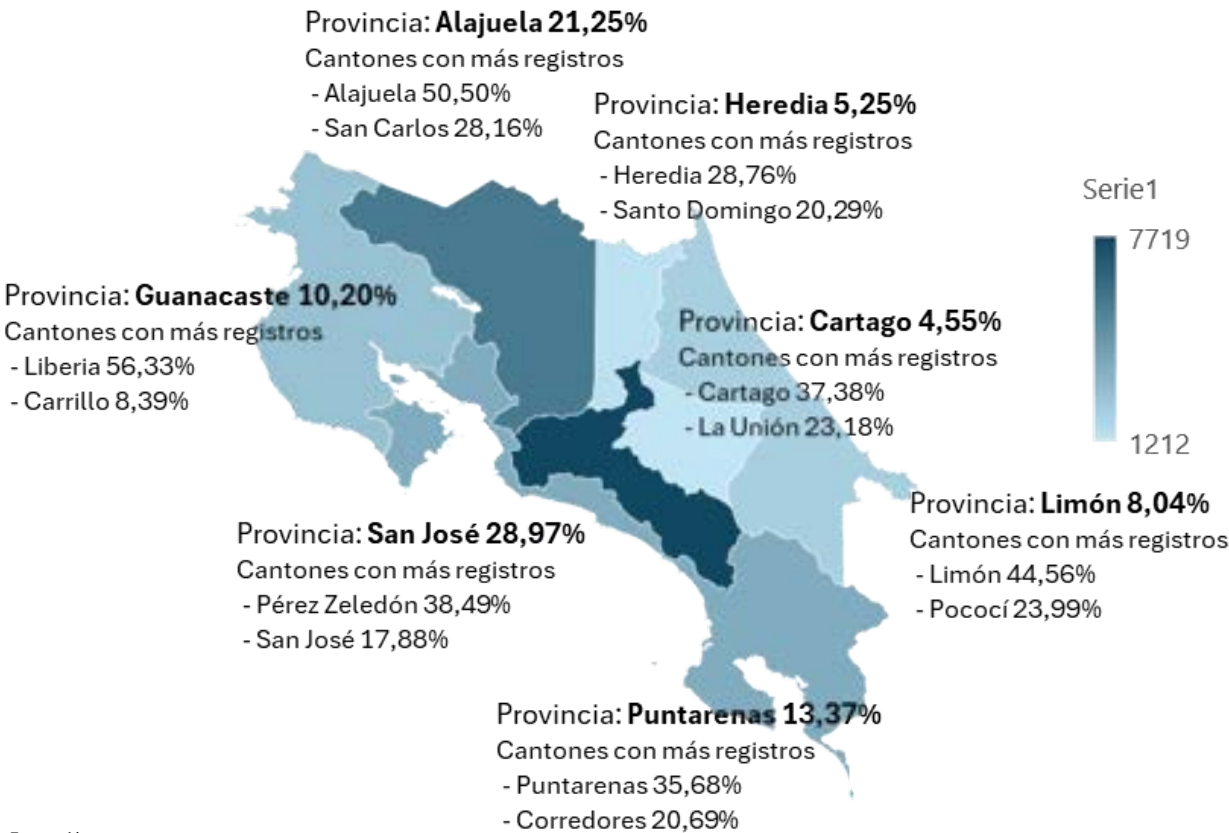 Provincia: Alajuela 21,25%
Cantones con más registros
- Alajuela 50,50%
- San Carlos 28,16%
Provincia: Heredia 5,25%
Cantones con más registros
- Heredia 28,76%
- Santo Domingo 20,29%
Serie1
7719
1212
Provincia: Guanacaste 10,20%
Cantones con más registros
- Liberia 56,33%
- Carrillo 8,39%
Provincia: Cartago 4,55%
Cantones con más registros
- Cartago 37,38%
- La Unión 23,18%
Provincia: Limón 8,04%
Cantones con más registros
- Limón 44,56%
- Pococí 23,99%
Provincia: San José 28,97%
Cantones con más registros
- Pérez Zeledón 38,49%
- San José 17,88%
Provincia: Puntarenas 13,37%
Cantones con más registros
- Puntarenas 35,68%
- Corredores 20,69%